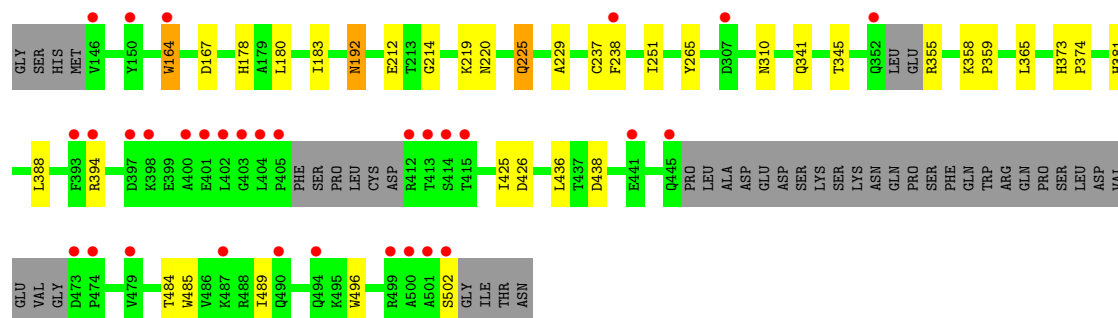 GLY SER HIS MET V146 Y150 W164 D167 H178 A179 L180 I183 N192 E212 T213 G214 K219 N220 Q225 A229 C237 F238 I251 Y265 D307 N310 Q341 T345 Q352 LEU GLU R355 K358 P359 L365 H373 P374 H381
L388 F393 R394 D397 K398 E399 A400 E401 L402 G403 L404 P405 PHE SER PRO LEU CYS ASP R412 T413 S414 T415 I425 D426 L436 T437 D438 E441 Q445 PRO LEU ALA ASP GLU ASP SER LYS SER LYS ASN GLN PRO SER PHE GLN TRP ARG GLN PRO SER LEU ASP VAL
GLU VAL GLY D473 P474 V479 T484 W485 V486 K487 R488 I489 Q490 Q494 K495 W496 R499 A500 A501 S502 GLY ILE THR ASN